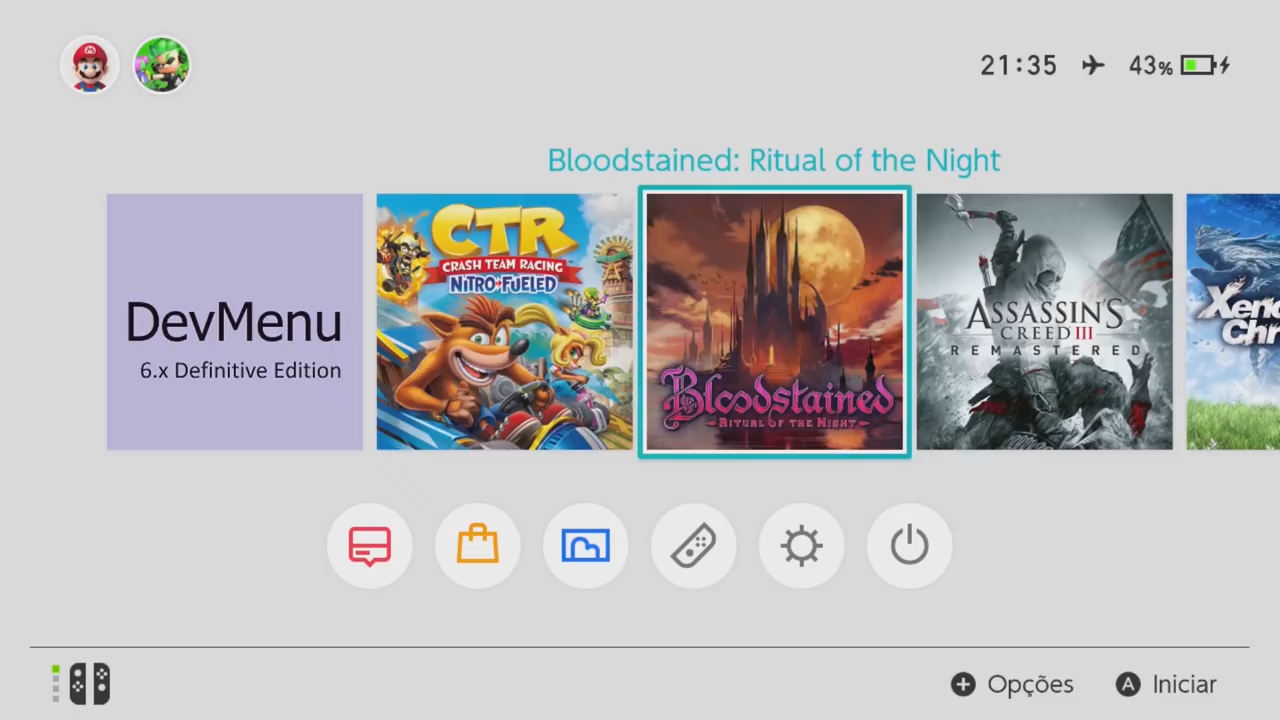 21:35 43%
Bloodstained: Ritual of the Night
DevMenu
6.x Definitive Edition
CTR
CRASH TEAM RACING
NITRO-FUELED
Bloodstained
RITUAL OF THE NIGHT
ASSASSIN'S
CREED III
REMASTERED
+ Opções
A Iniciar